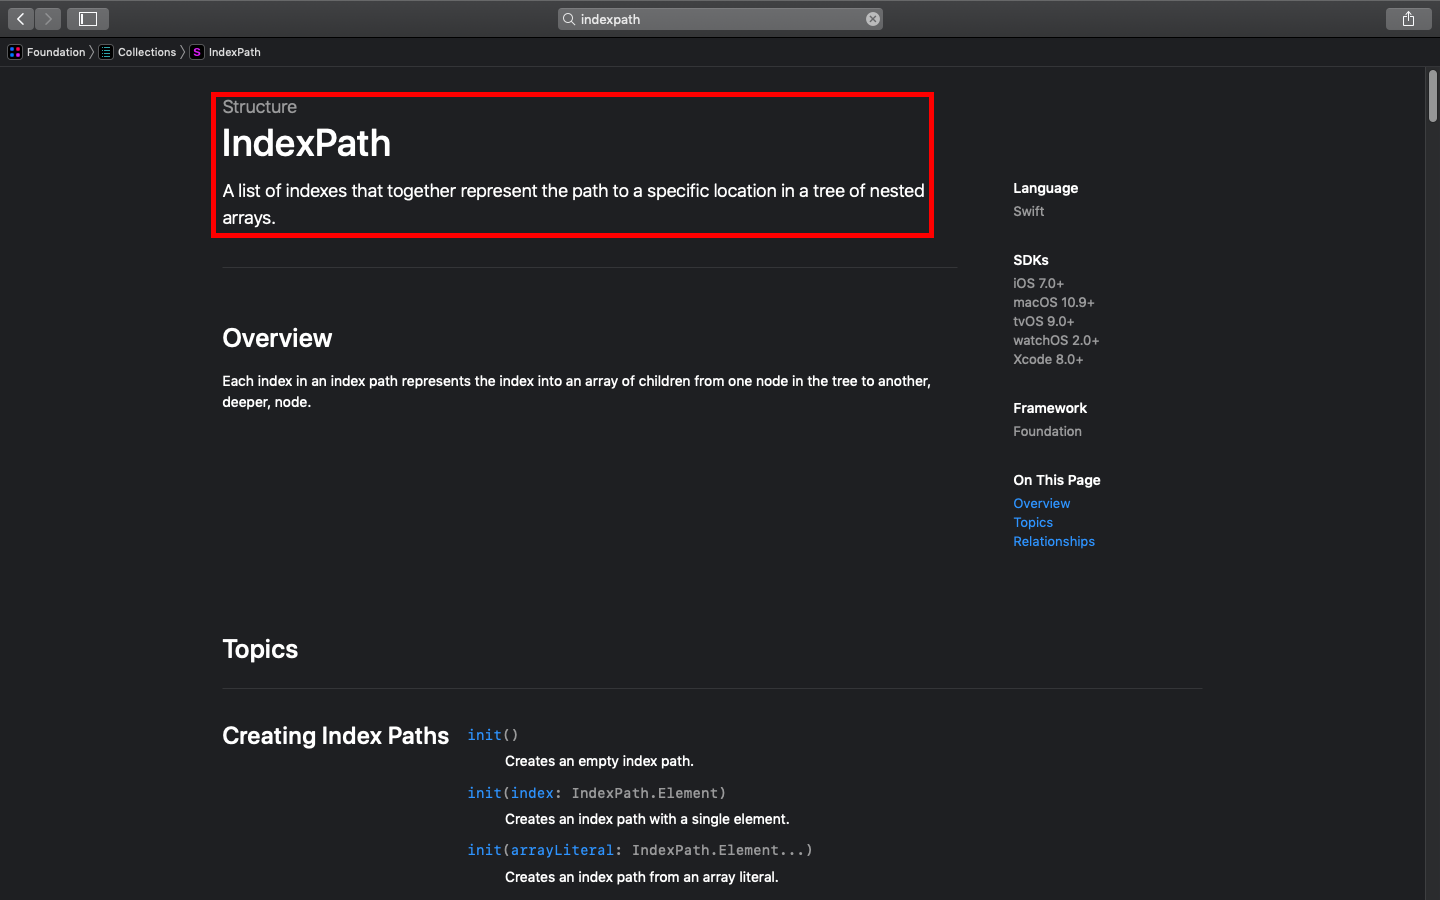 indexpath
Foundation
Collections
S
IndexPath
Structure
IndexPath
A list of indexes that together represent the path to a specific location in a tree of nested
arrays.
Overview
Each index in an index path represents the index into an array of children from one node in the tree to another,
deeper, node.
Language
Swift
SDKs
iOS 7.0+
macOS 10.9+
tvOS 9.0+
watchOS 2.0+
Xcode 8.0+
Framework
Foundation
On This Page
Overview
Topics
Relationships
Topics
Creating Index Paths
init()
Creates an empty index path.
init(index: IndexPath.Element)
Creates an index path with a single element.
init(arrayLiteral: IndexPath.Element...)
Creates an index path from an array literal.